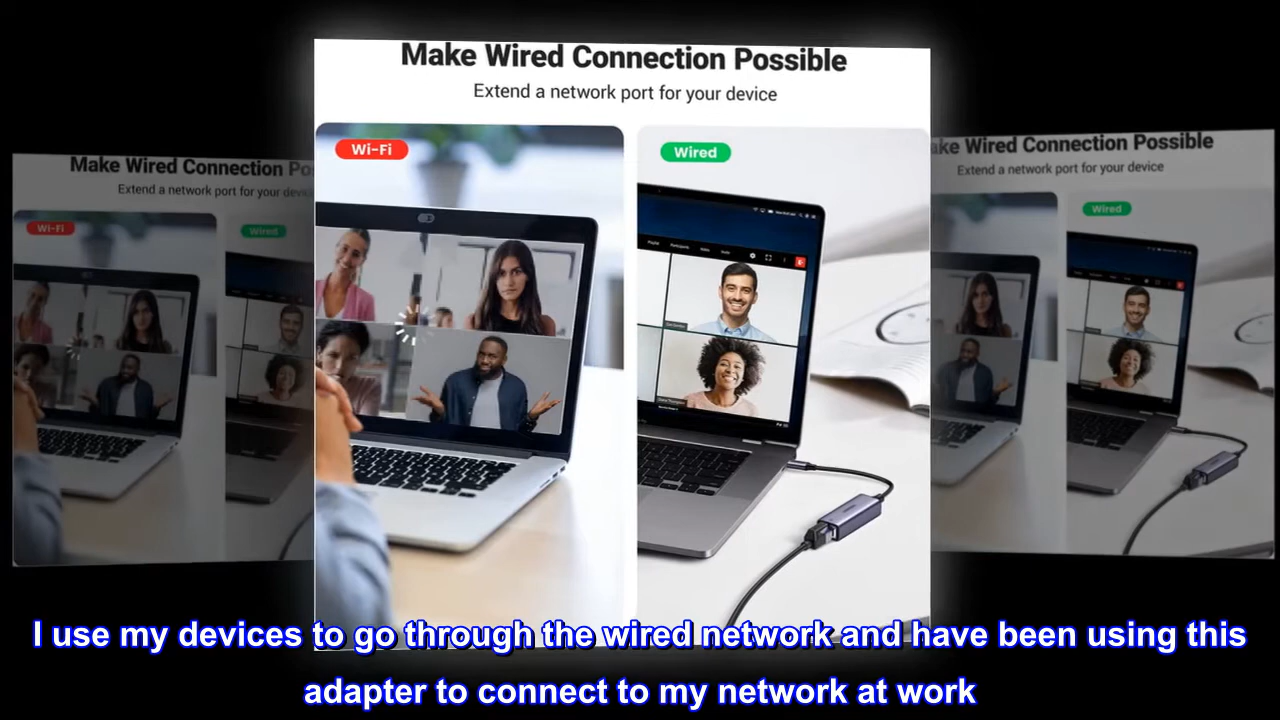 Make Wired Connection Possible
Extend a network port for your device
Wi-Fi
Wired
Make Wired Connection Po
Extend a network port for your devic
Wi-Fi
Wired
ake Wired Connection Possible
Extend a network port for your device
Wired
I use my devices to go through the wired network and have been using this
adapter to connect to my network at work